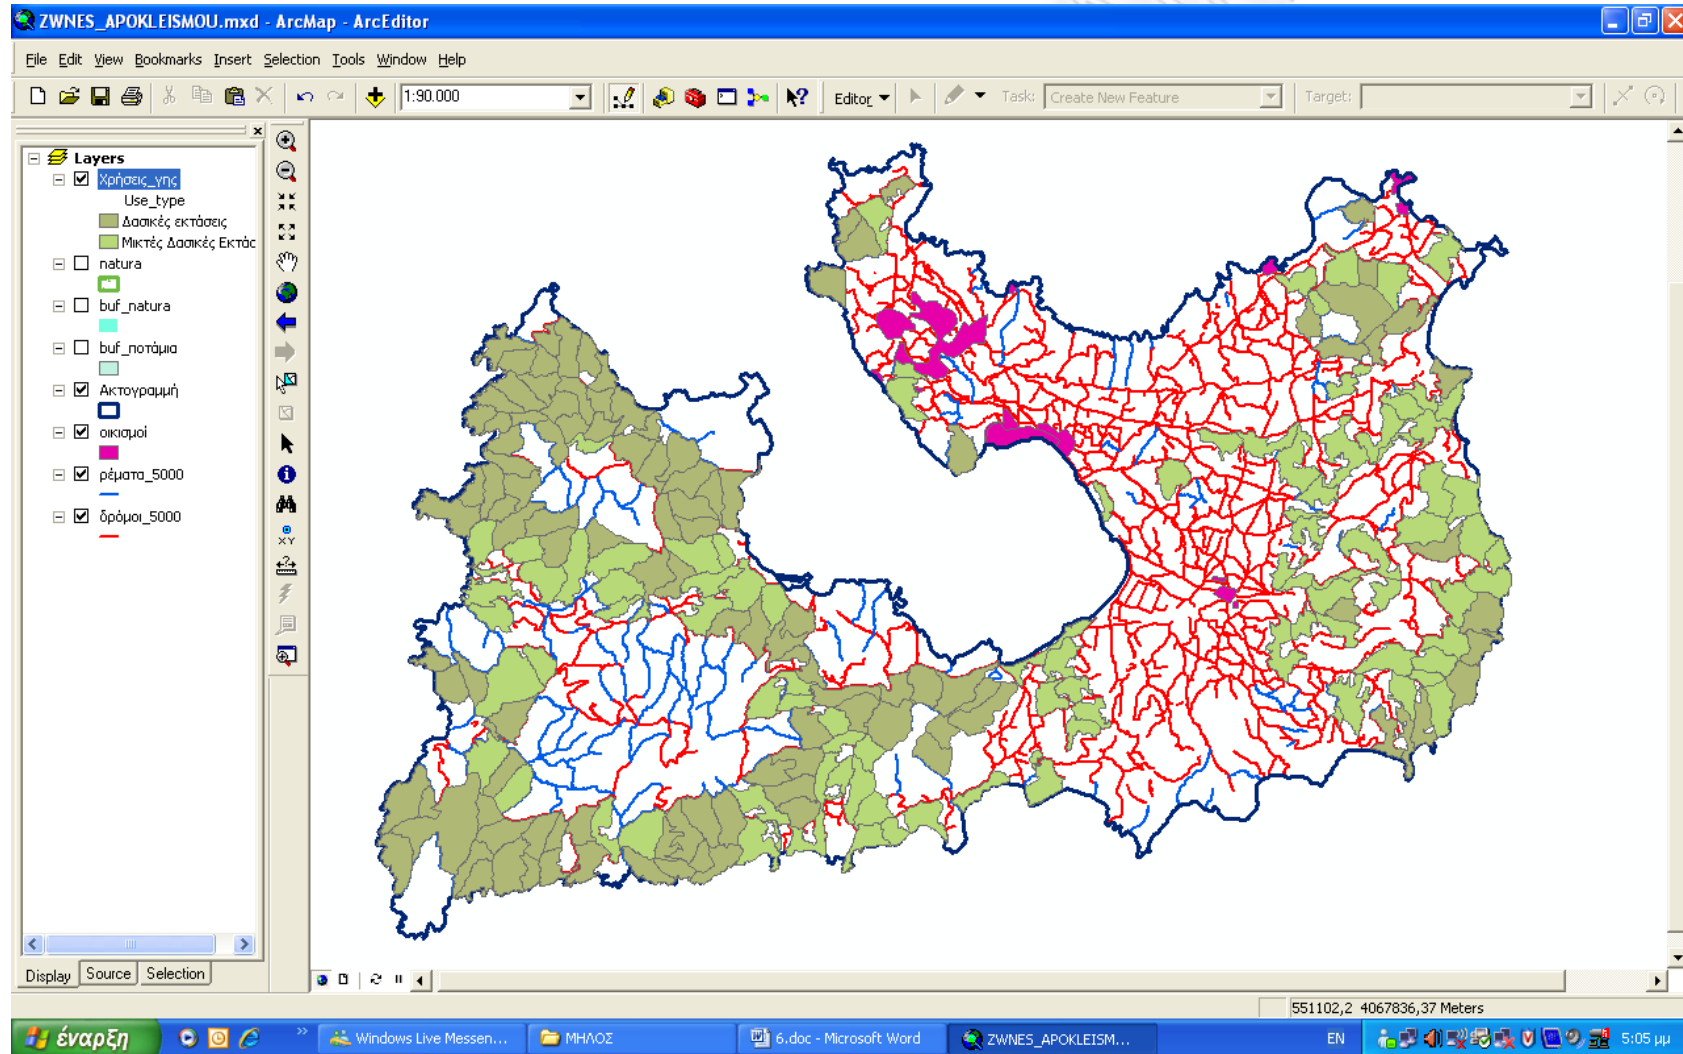 ZWNES_APOKLEISMOU.mxd - ArcMap - ArcEditor
File Edit View Bookmarks Insert Selection Tools Window Help
1:90.000 Editor Task: Create New Feature Target:
Layers
Χρήσεις_γης
Use_type
Δασικές εκτάσεις
Μικτές Δασικές Εκτάσ
natura
buf_natura
buf_ποτάμια
Ακτογραμμή
οικισμοί
ρέματα_5000
δρόμοι_5000
Display Source Selection
551102,2 4067836,37 Meters
έναρξη Windows Live Messen... ΜΗΛΟΣ 6.doc - Microsoft Word ZWNES_APOKLEISM... EN 5:05 μμ